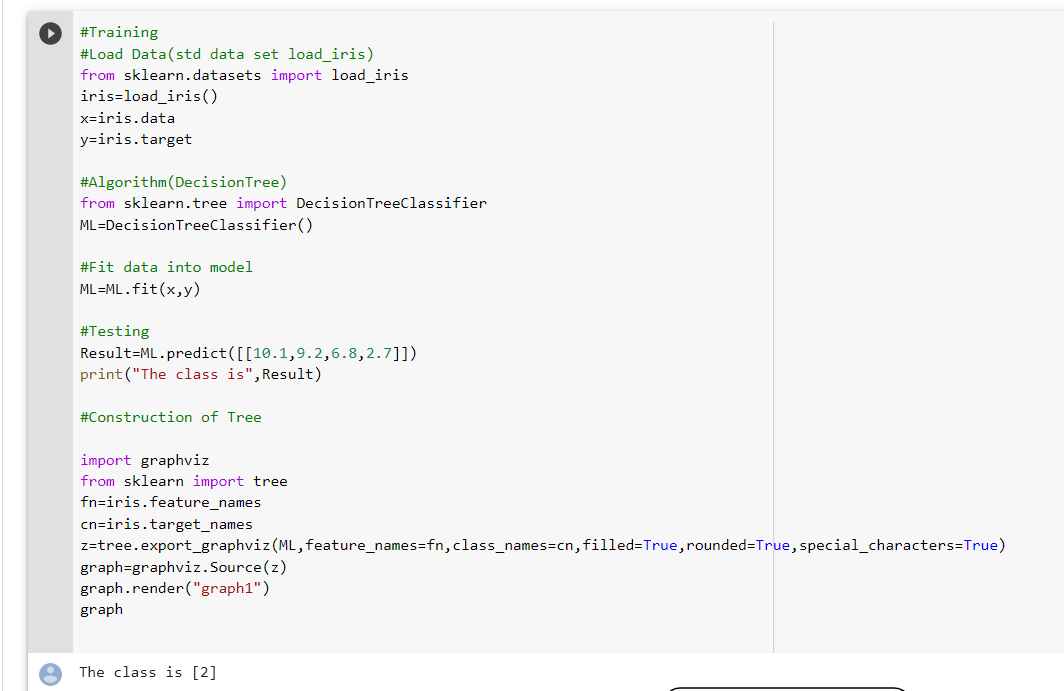 #Training
#Load Data(std data set load_iris)
from sklearn.datasets import load_iris
iris=load_iris()
x=iris.data
y=iris.target
#Algorithm(DecisionTree)
from sklearn.tree import DecisionTreeClassifier
ML=DecisionTreeClassifier()
#Fit data into model
ML=ML.fit(x,y)
#Testing
Result=ML.predict([[10.1,9.2,6.8,2.7]])
print("The class is",Result)
#Construction of Tree
import graphviz
from sklearn import tree
fn=iris.feature_names
cn=iris.target_names
z=tree.export_graphviz(ML,feature_names=fn,class_names=cn,filled=True,rounded=True,special_characters=True)
graph=graphviz.Source(z)
graph.render("graph1")
graph
The class is [2]